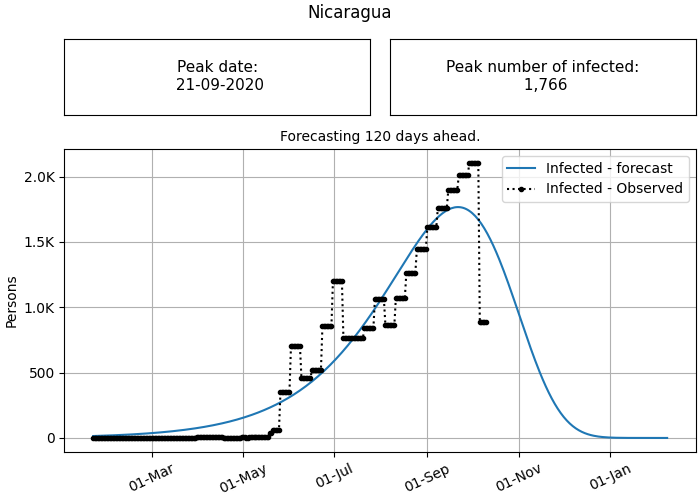 Nicaragua
Peak date:
21-09-2020
Peak number of infected:
1,766
Forecasting 120 days ahead.
Infected - forecast
Infected - Observed
Persons
2.0K
1.5K
1.0K
500
0
01-Mar
01-May
01-Jul
01-Sep
01-Nov
01-Jan